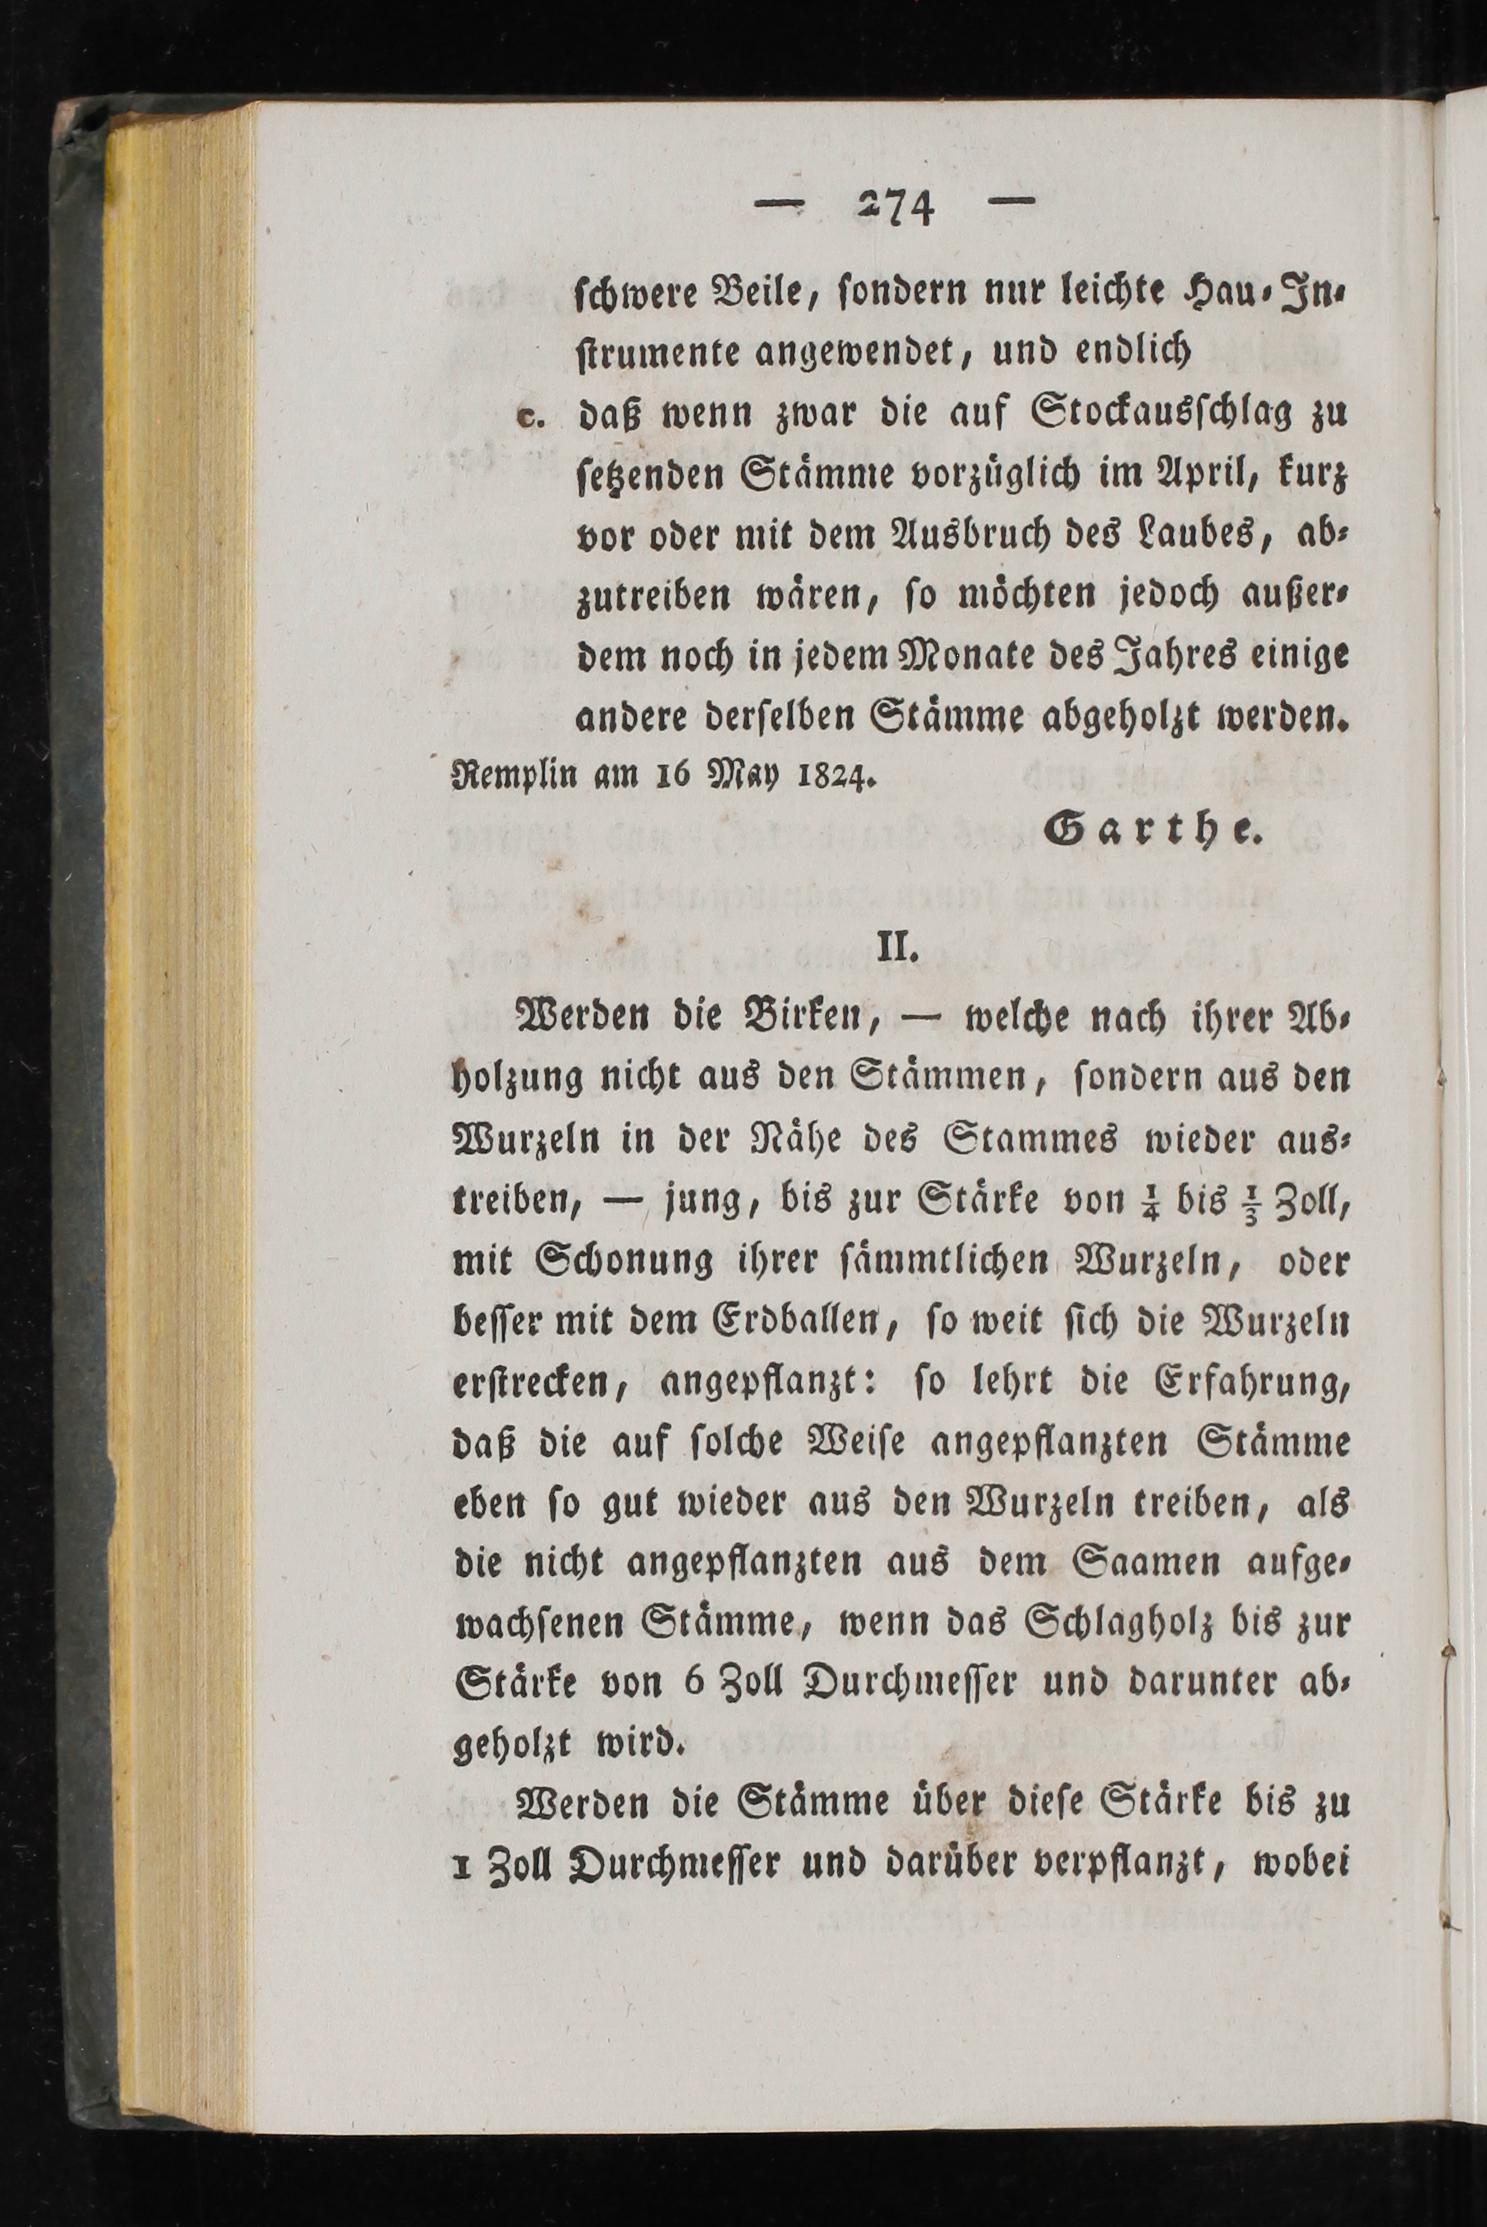 — 274 —
schwere Beile, sondern nur leichte Hau-In-
strumente angewendet, und endlich
c. daß wenn zwar die auf Stockausschlag zu
setzenden Stämme vorzüglich im April, kurz
vor oder mit dem Ausbruch des Laubes, ab-
zutreiben wären, so möchten jedoch außer-
dem noch in jedem Monate des Jahres einige
andere derselben Stämme abgeholzt werden.
Remplin am 16 May 1824.
Garthe.
II.
Werden die Birken, — welche nach ihrer Ab-
holzung nicht aus den Stämmen, sondern aus den
Wurzeln in der Nähe des Stammes wieder aus-
treiben, — jung, bis zur Stärke von 1/4 bis 1/3 Zoll,
mit Schonung ihrer sämmtlichen Wurzeln, oder
besser mit dem Erdballen, so weit sich die Wurzeln
erstrecken, angepflanzt: so lehrt die Erfahrung,
daß die auf solche Weise angepflanzten Stämme
eben so gut wieder aus den Wurzeln treiben, als
die nicht angepflanzten aus dem Saamen aufge-
wachsenen Stämme, wenn das Schlagholz bis zur
Stärke von 6 Zoll Durchmesser und darunter ab-
geholzt wird.
Werden die Stämme über diese Stärke bis zu
1 Zoll Durchmesser und darüber verpflanzt, wobei